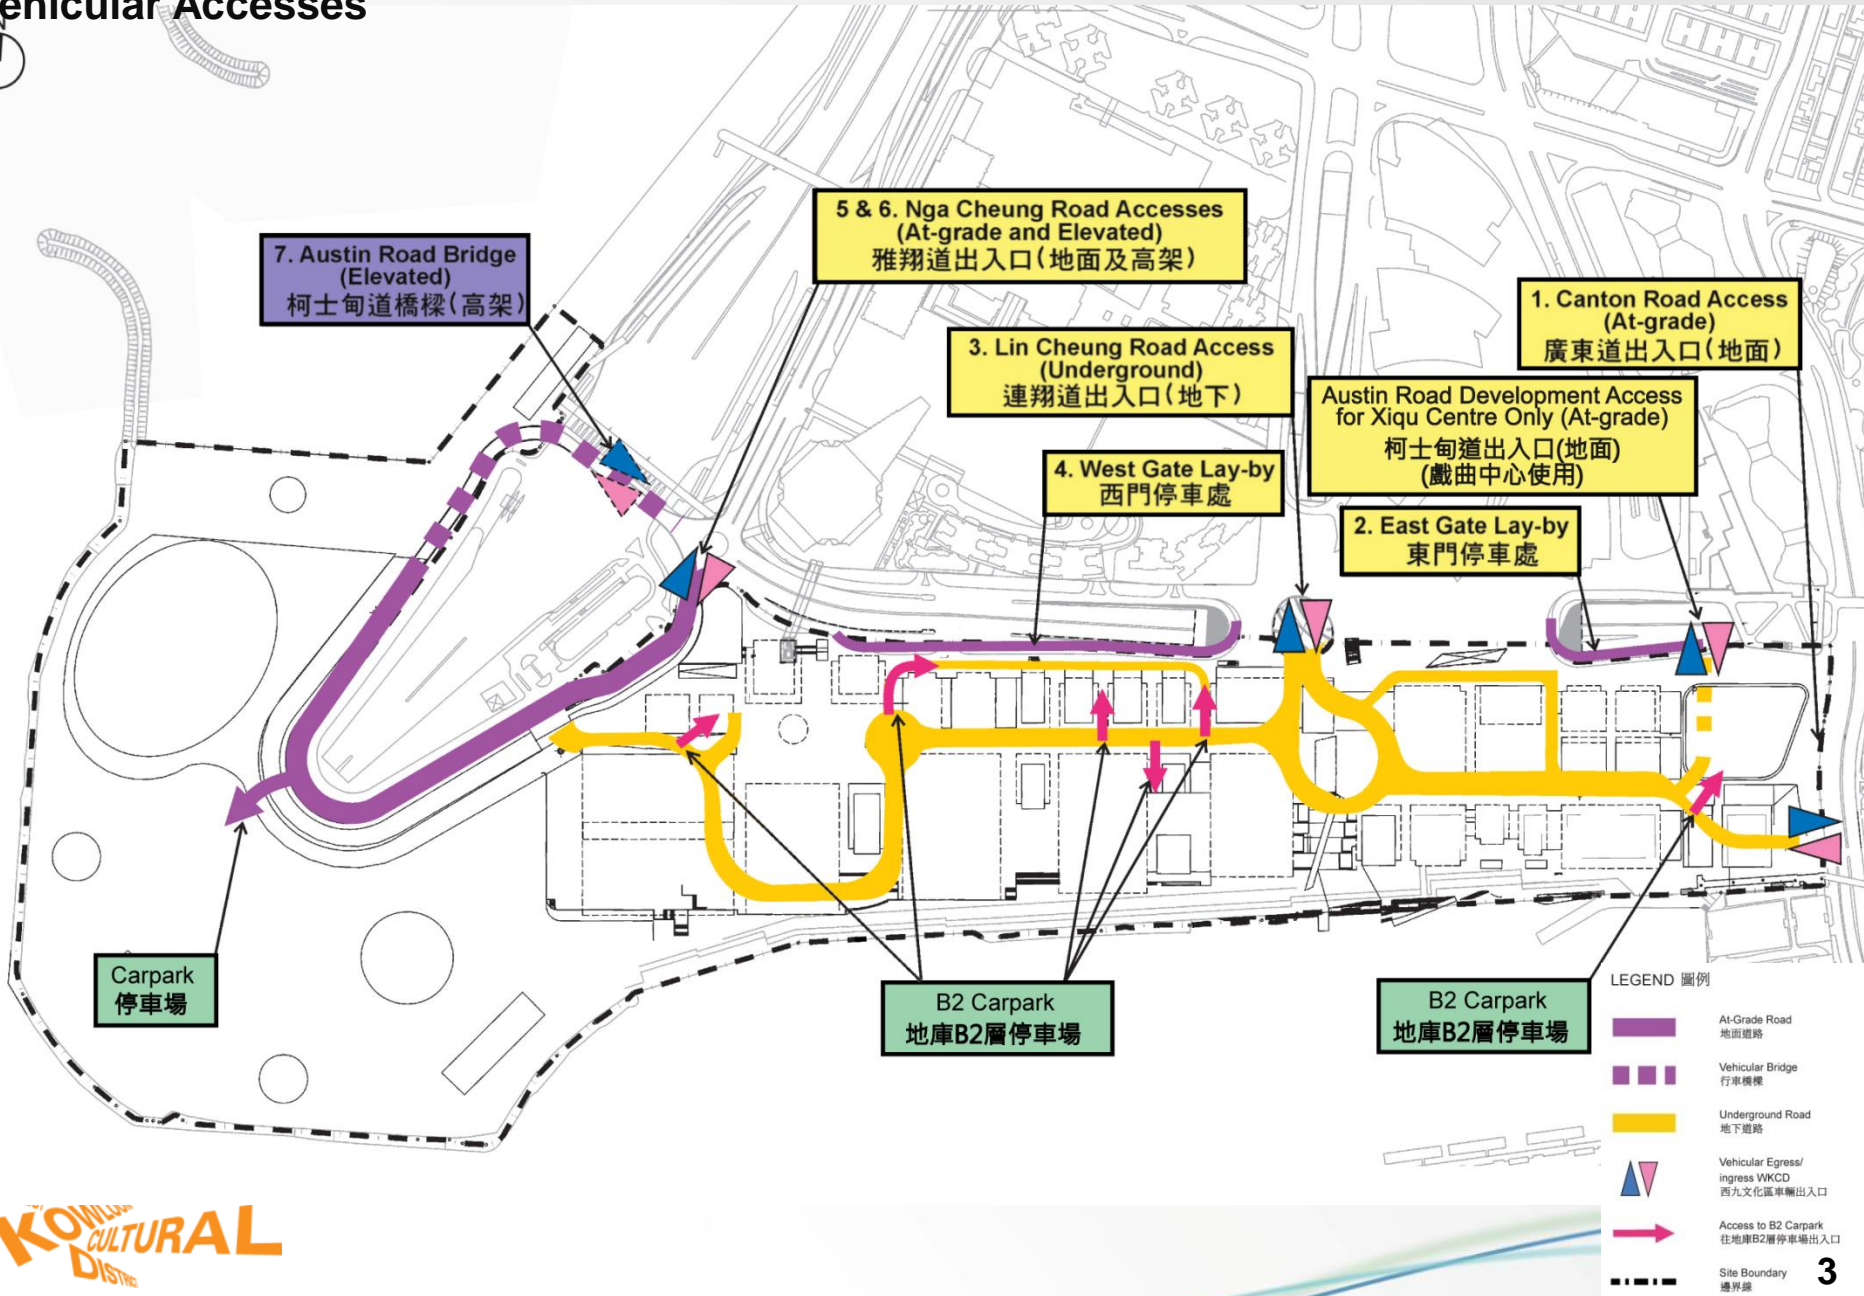 ehicular Accesses
5 & 6. Nga Cheung Road Accesses
(At-grade and Elevated)
雅翔道出入口(地面及高架)
7. Austin Road Bridge
(Elevated)
柯士甸道橋樑(高架)
1. Canton Road Access
(At-grade)
廣東道出入口(地面)
3. Lin Cheung Road Access
(Underground)
連翔道出入口(地下)
Austin Road Development Access
for Xiqu Centre Only (At-grade)
柯士甸道出入口(地面)
(戲曲中心使用)
4. West Gate Lay-by
西門停車處
2. East Gate Lay-by
東門停車處
Carpark
停車場
B2 Carpark
地庫B2層停車場
B2 Carpark
地庫B2層停車場
LEGEND 圖例
At-Grade Road
地面道路
Vehicular Bridge
行車橋樑
Underground Road
地下道路
Vehicular Egress/
ingress WKCD
西九文化區車輛出入口
Access to B2 Carpark
往地庫B2層停車場出入口
Site Boundary
邊界線
3
KOWLOON
CULTURAL
DISTRICT